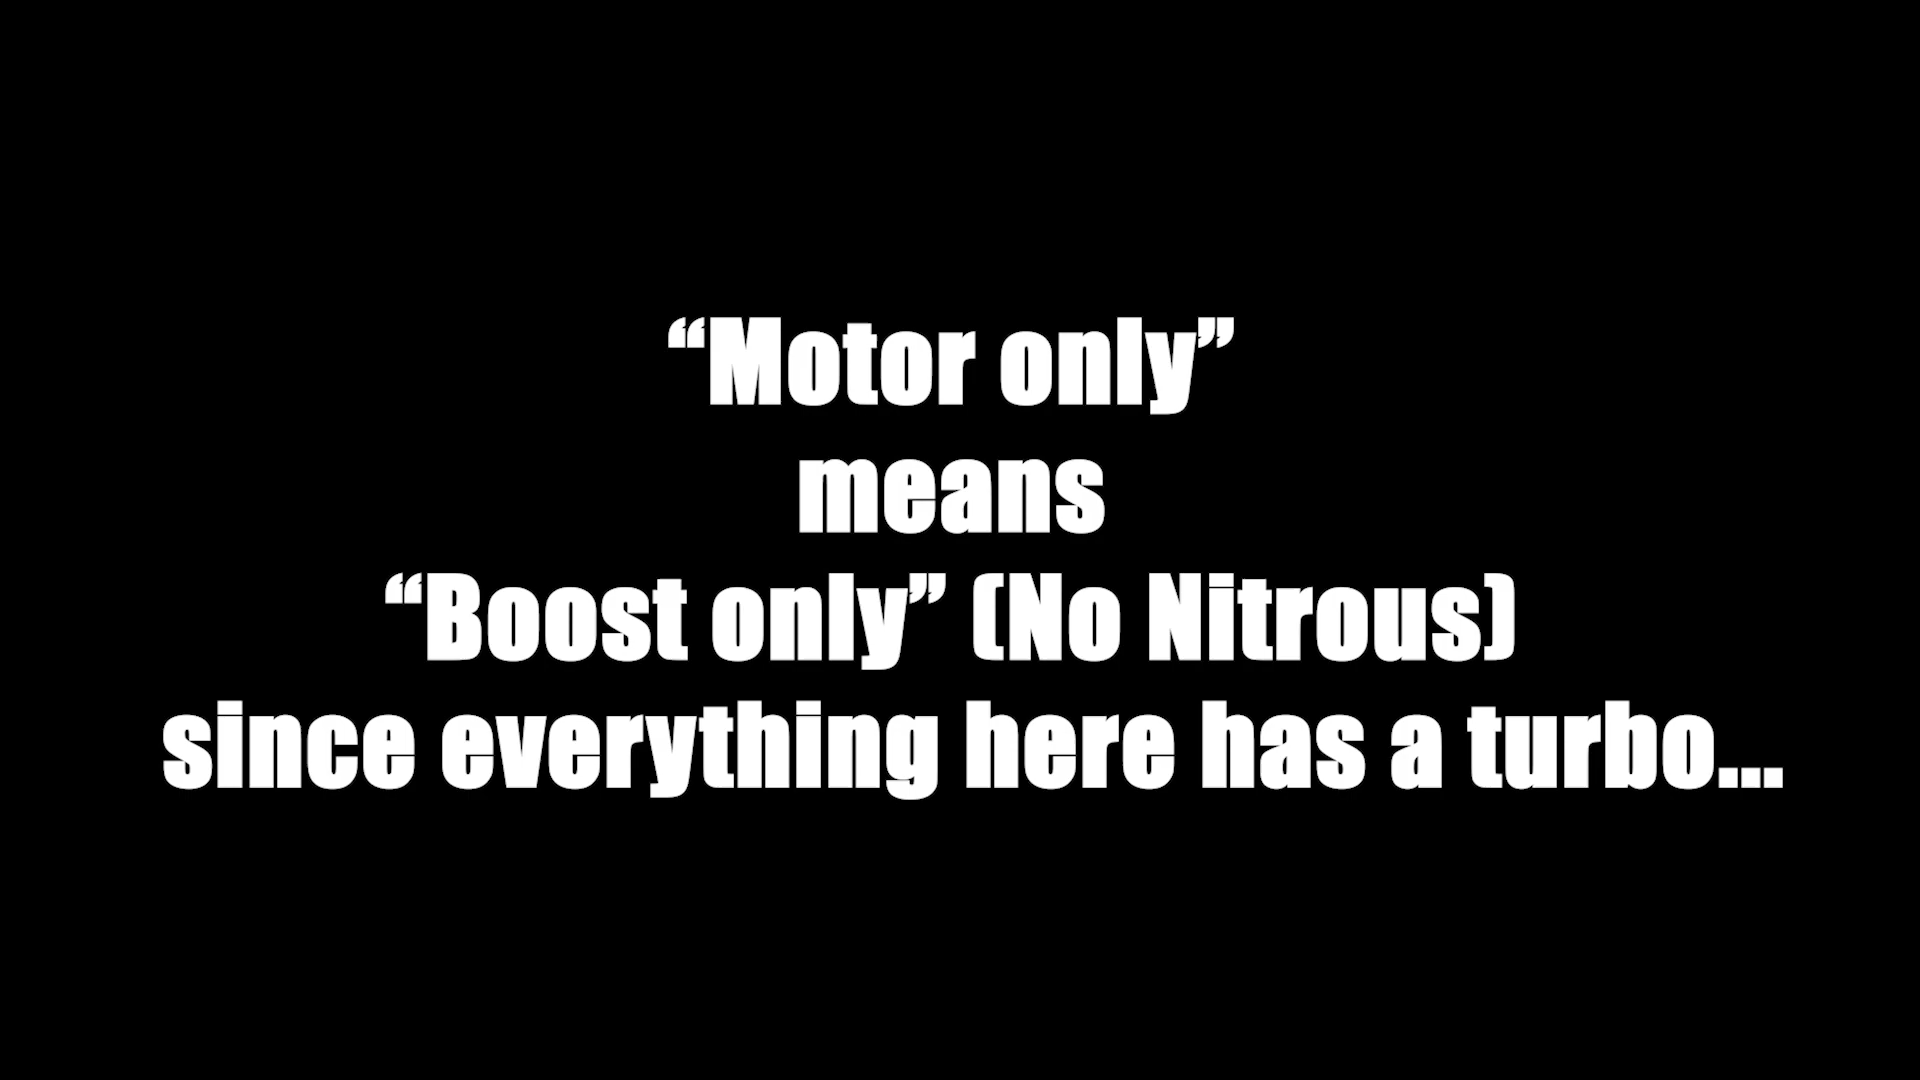 “Motor only”
means
“Boost only” (No Nitrous)
since everything here has a turbo...